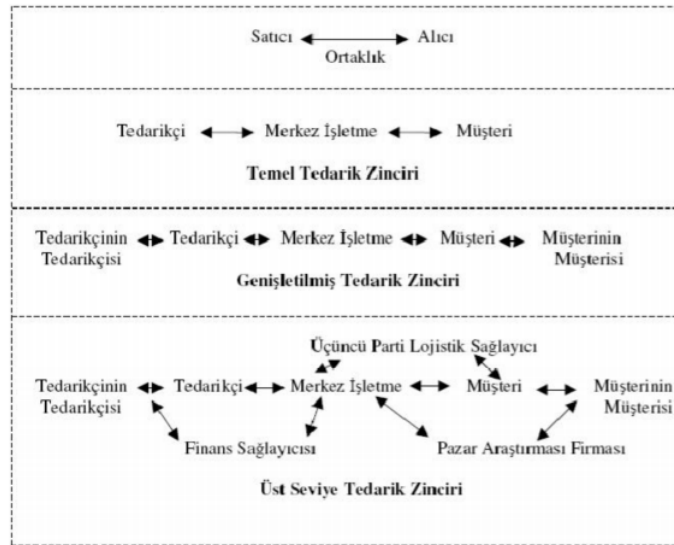 Satıcı Alıcı
Ortaklık
Tedarikçi Merkez İşletme Müşteri
Temel Tedarik Zinciri
Tedarikçinin Tedarikçi Merkez İşletme Müşteri Müşterinin
Tedarikçisi Müşterisi
Genişletilmiş Tedarik Zinciri
Üçüncü Parti Lojistik Sağlayıcı
Tedarikçinin Tedarikçi Merkez İşletme Müşteri Müşterinin
Tedarikçisi Müşterisi
Finans Sağlayıcısı Pazar Araştırması Firması
Üst Seviye Tedarik Zinciri